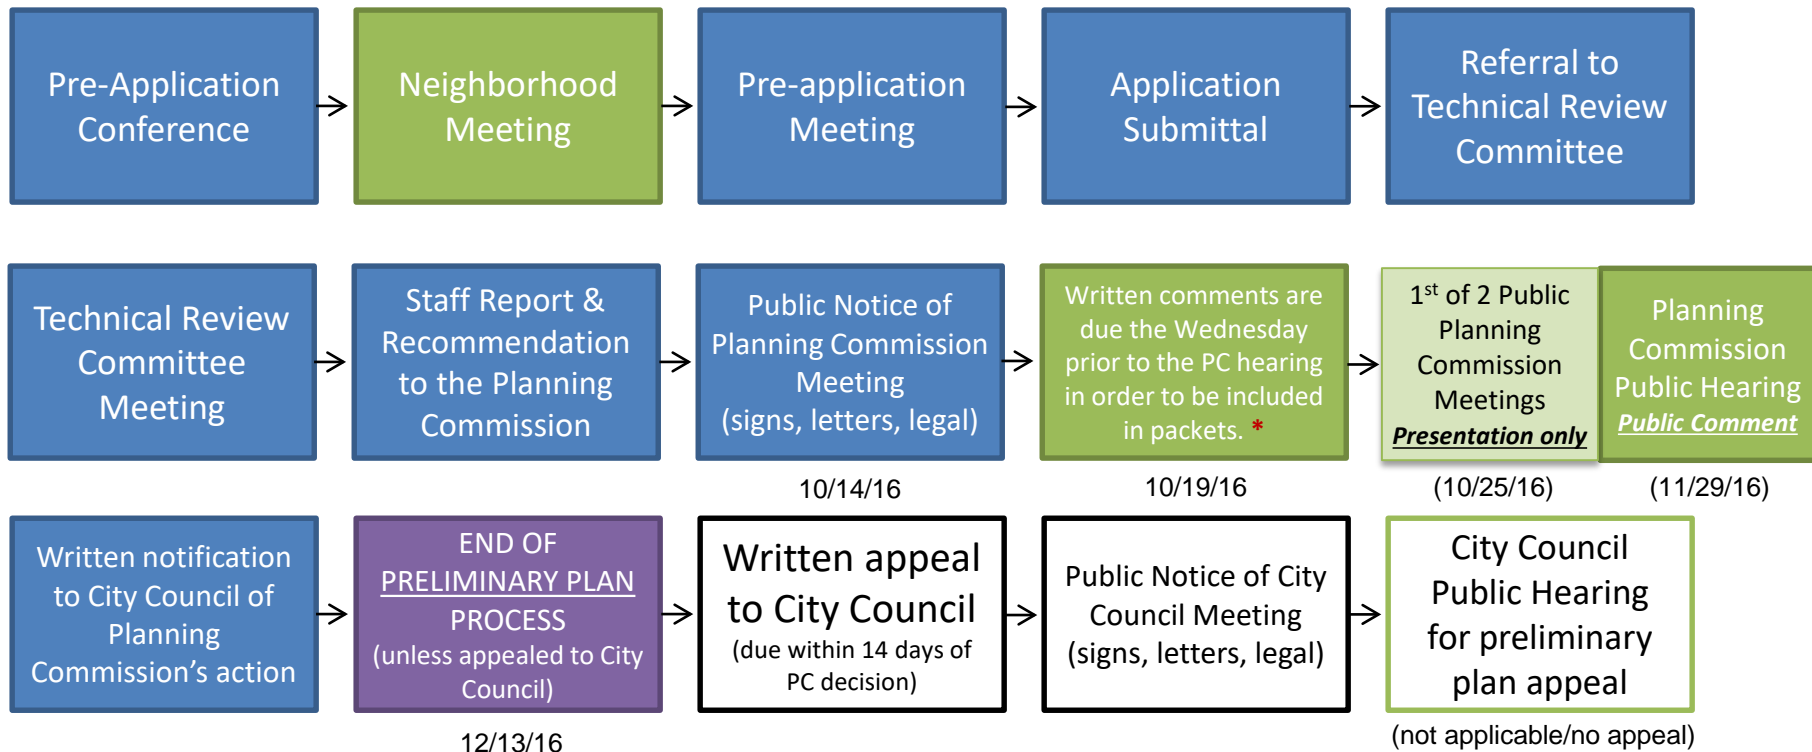 Pre-Application
Conference
Neighborhood
Meeting
Pre-application
Meeting
Application
Submittal
Referral to
Technical Review
Committee
Technical Review
Committee
Meeting
Staff Report &
Recommendation
to the Planning
Commission
Public Notice of
Planning Commission
Meeting
(signs, letters, legal)
10/14/16
Written comments are
due the Wednesday
prior to the PC hearing
in order to be included
in packets. *
10/19/16
1st of 2 Public
Planning
Commission
Meetings
Presentation only
(10/25/16)
Planning
Commission
Public Hearing
Public Comment
(11/29/16)
Written notification
to City Council of
Planning
Commission’s action
END OF
PRELIMINARY PLAN
PROCESS
(unless appealed to City
Council)
12/13/16
Written appeal
to City Council
(due within 14 days of
PC decision)
Public Notice of City
Council Meeting
(signs, letters, legal)
City Council
Public Hearing
for preliminary
plan appeal
(not applicable/no appeal)